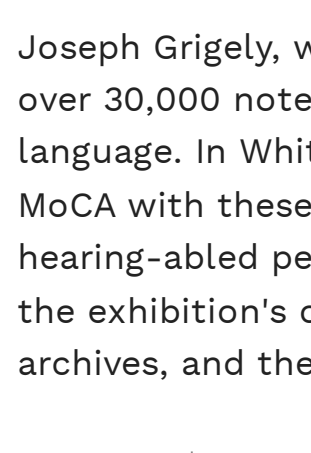 Joseph Grigely, w
over 30,000 note
language. In Whit
MoCA with these
hearing-abled pe
the exhibition's c
archives, and the